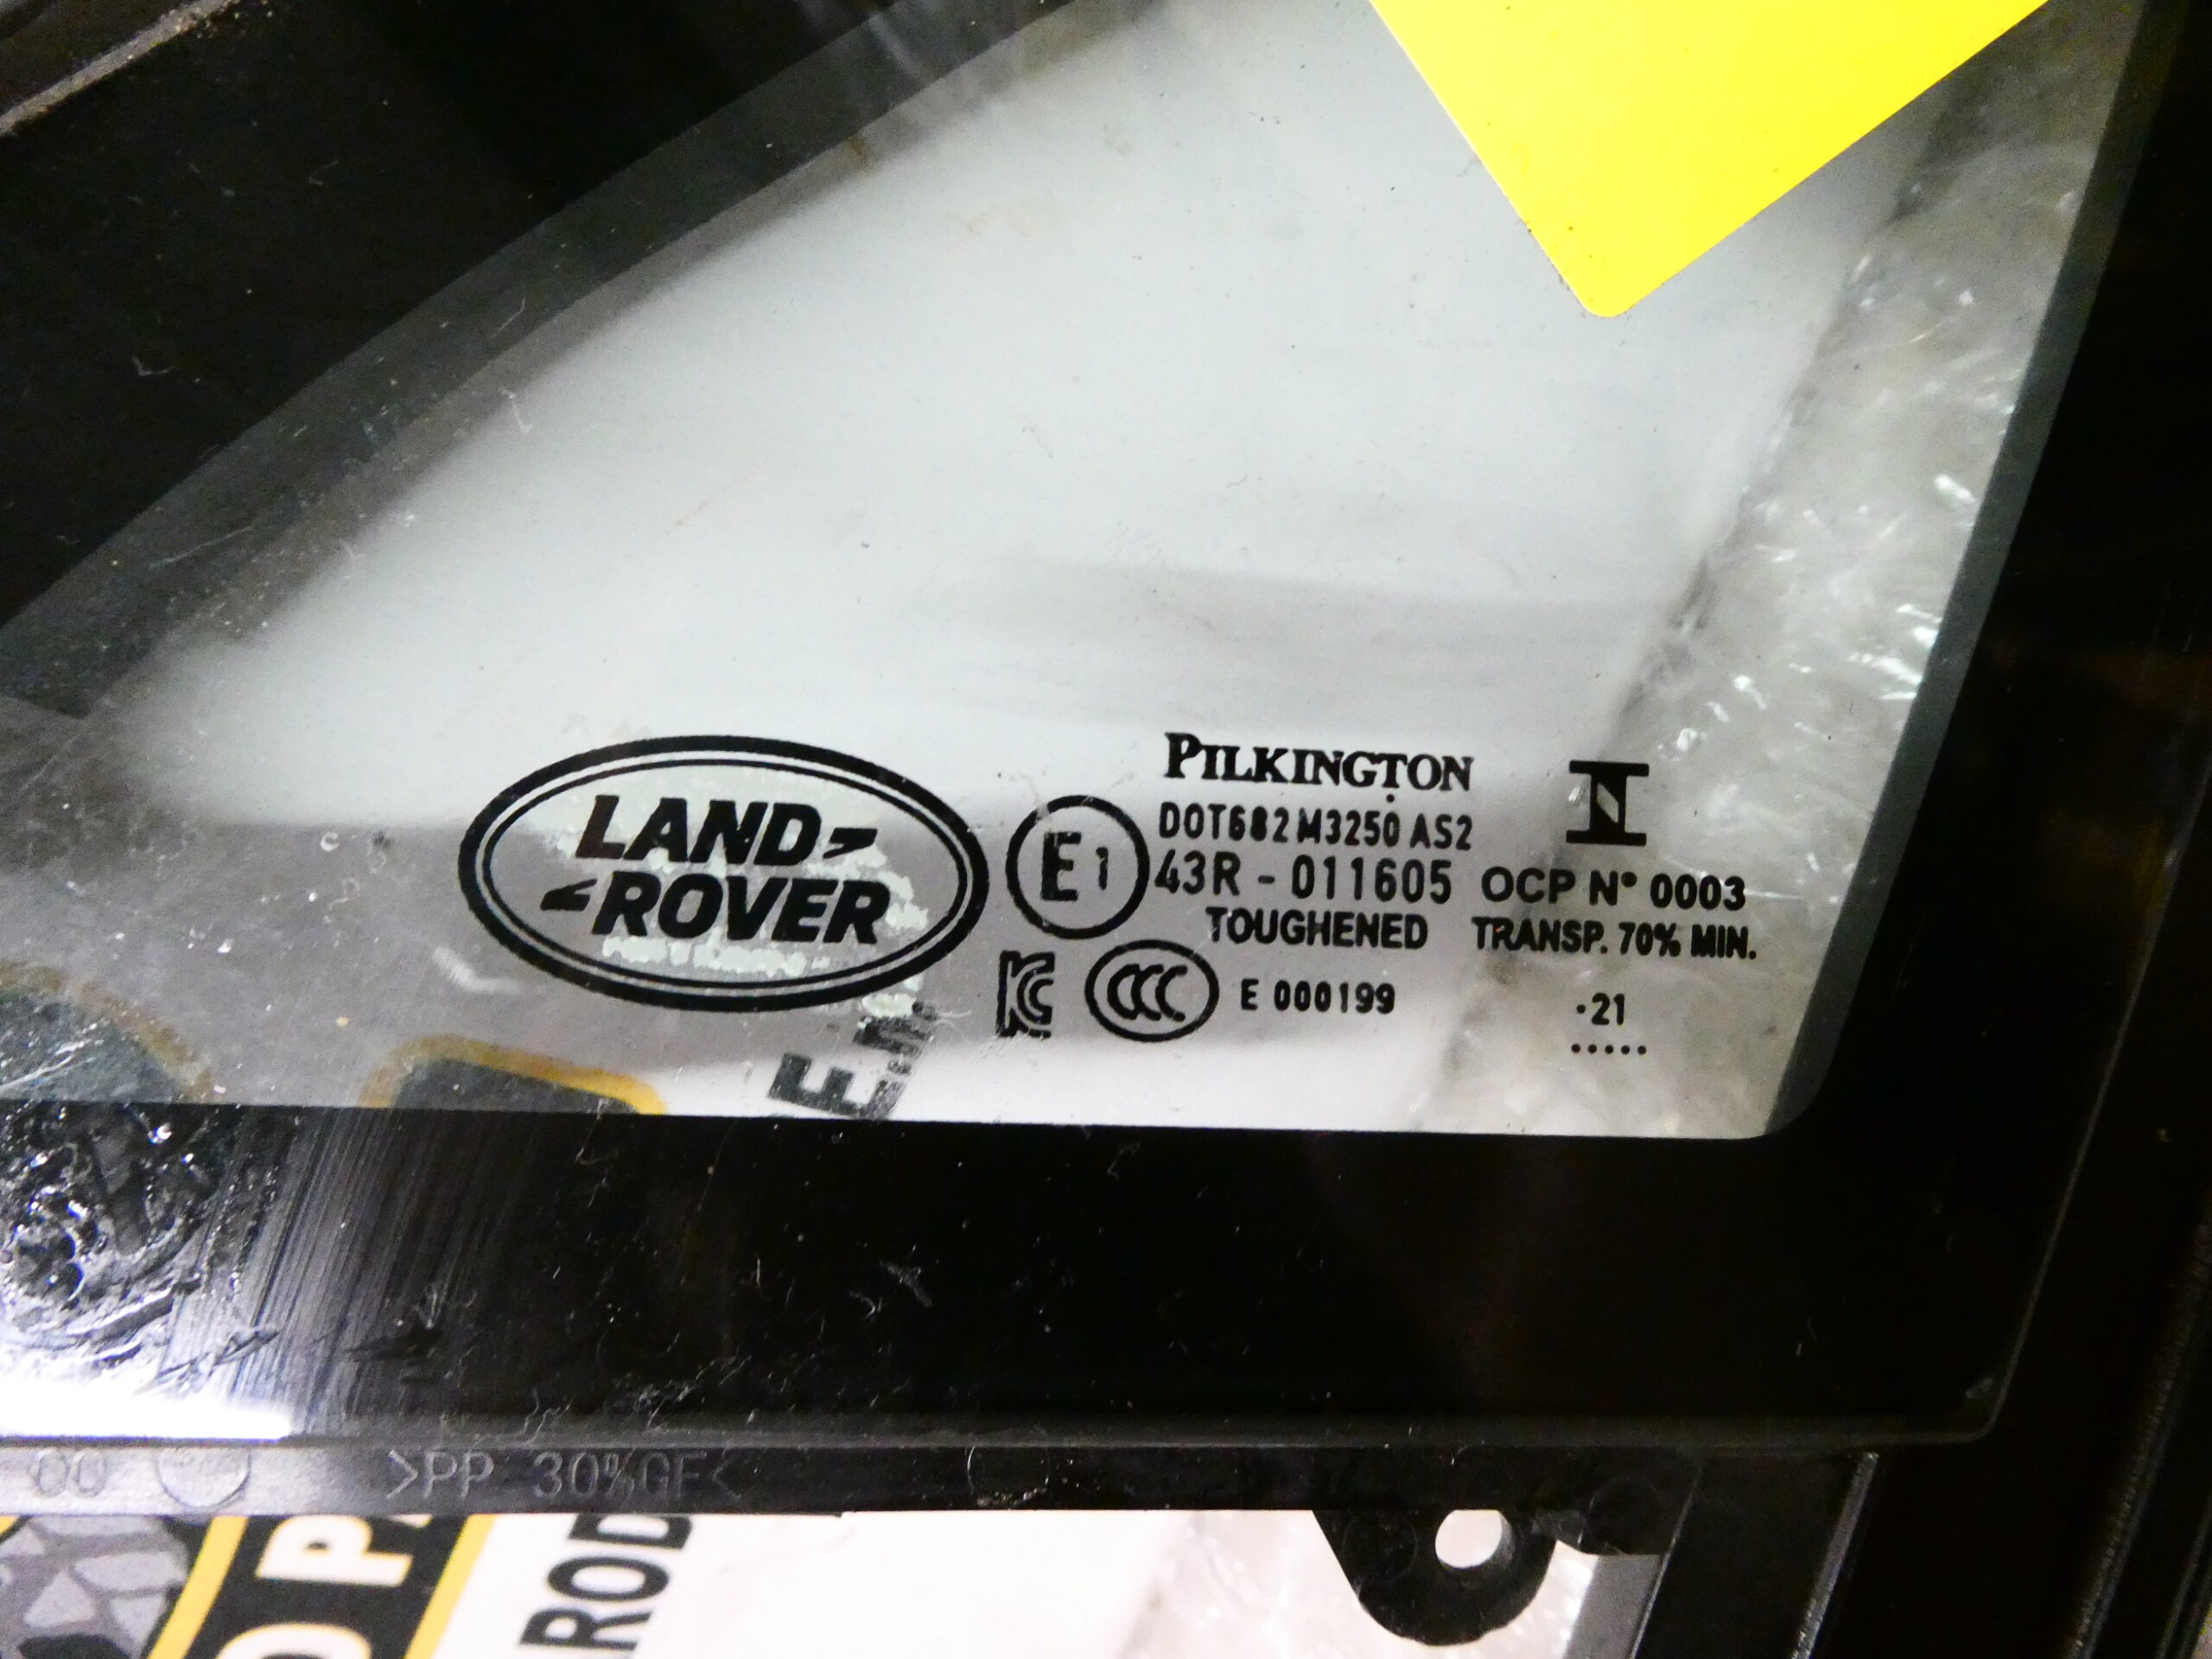 PILKINGTON
LAND
ROVER
E1
DOT682 M3250 AS2
43R - 011605
OCP N° 0003
TOUGHENED
TRANSP. 70% MIN.
CCC
E 000199
·21
.....
>PP 30%GF<